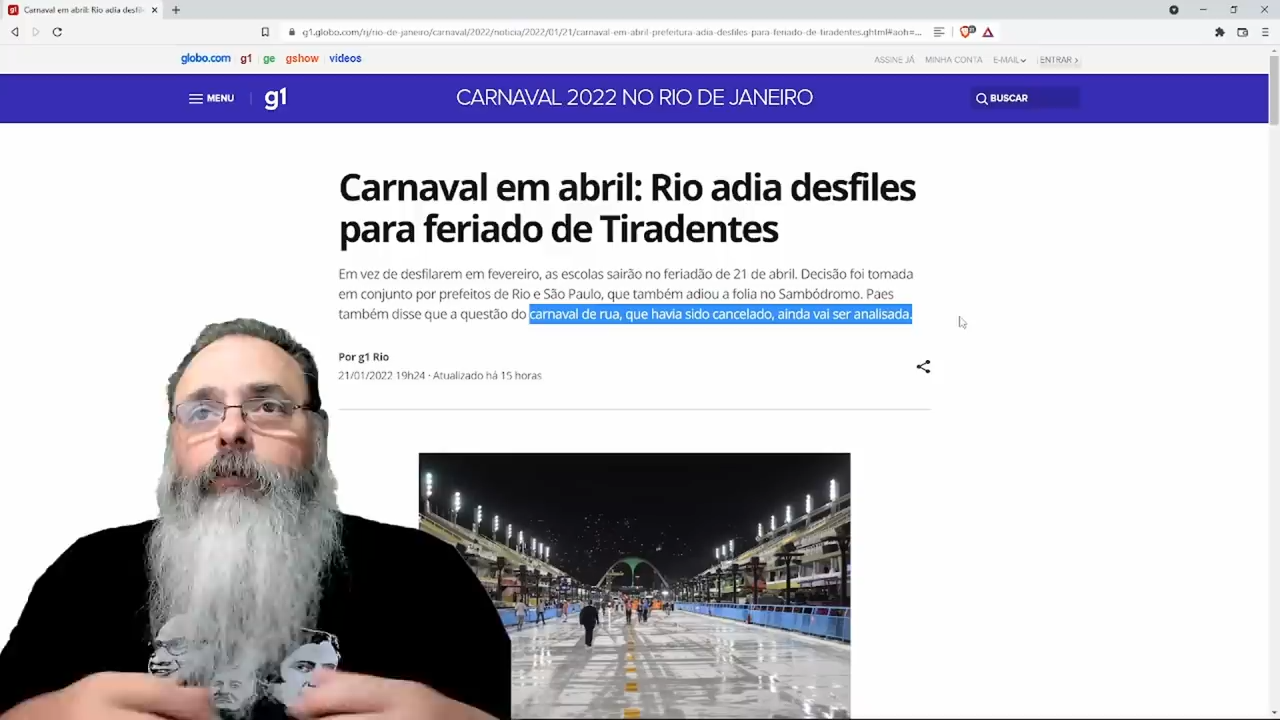 Carnaval em abril: Rio adia desfil
g1.globo.com/rj/rio-de-janeiro/carnaval/2022/noticia/2022/01/21/carnaval-em-abril-prefeitura-adia-desfiles-para-feriado-de-tiradentes.ghtml#aoh=...
globo.com g1 ge gshow vídeos ASSINE JÁ MINHA CONTA E-MAIL ENTRAR ›
MENU g1 CARNAVAL 2022 NO RIO DE JANEIRO BUSCAR
Carnaval em abril: Rio adia desfiles
para feriado de Tiradentes
Em vez de desfilarem em fevereiro, as escolas sairão no feriadão de 21 de abril. Decisão foi tomada
em conjunto por prefeitos de Rio e São Paulo, que também adiou a folia no Sambódromo. Paes
também disse que a questão do carnaval de rua, que havia sido cancelado, ainda vai ser analisada.
Por g1 Rio
21/01/2022 19h24 · Atualizado há 15 horas